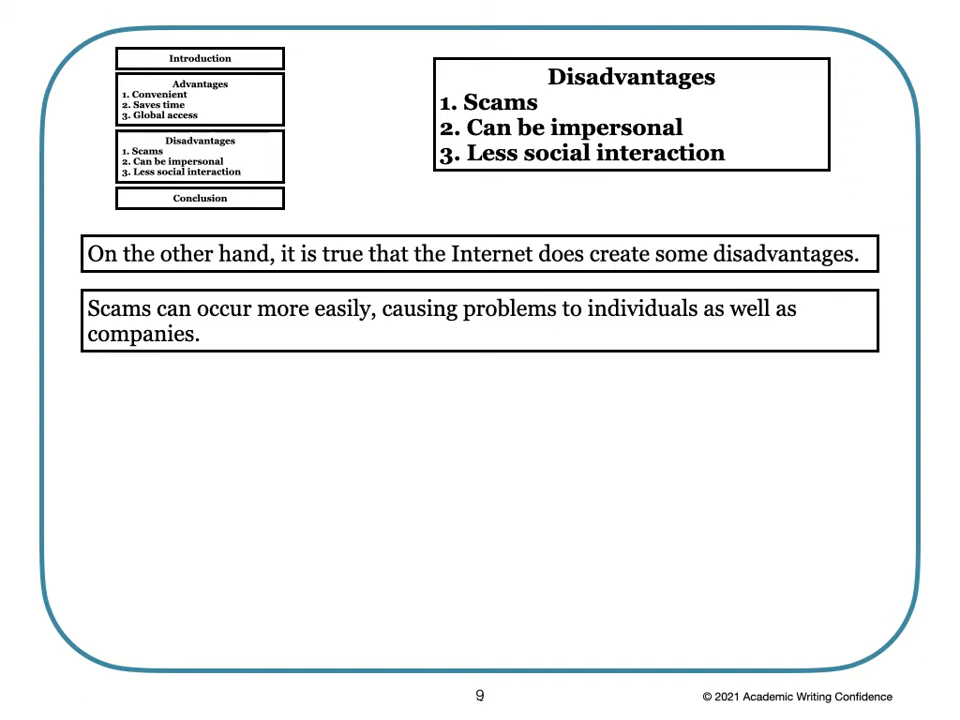 Introduction
Advantages
1. Convenient
2. Saves time
3. Global access
Disadvantages
1. Scams
2. Can be impersonal
3. Less social interaction
Conclusion
Disadvantages
1. Scams
2. Can be impersonal
3. Less social interaction
On the other hand, it is true that the Internet does create some disadvantages.
Scams can occur more easily, causing problems to individuals as well as
companies.
9
© 2021 Academic Writing Confidence